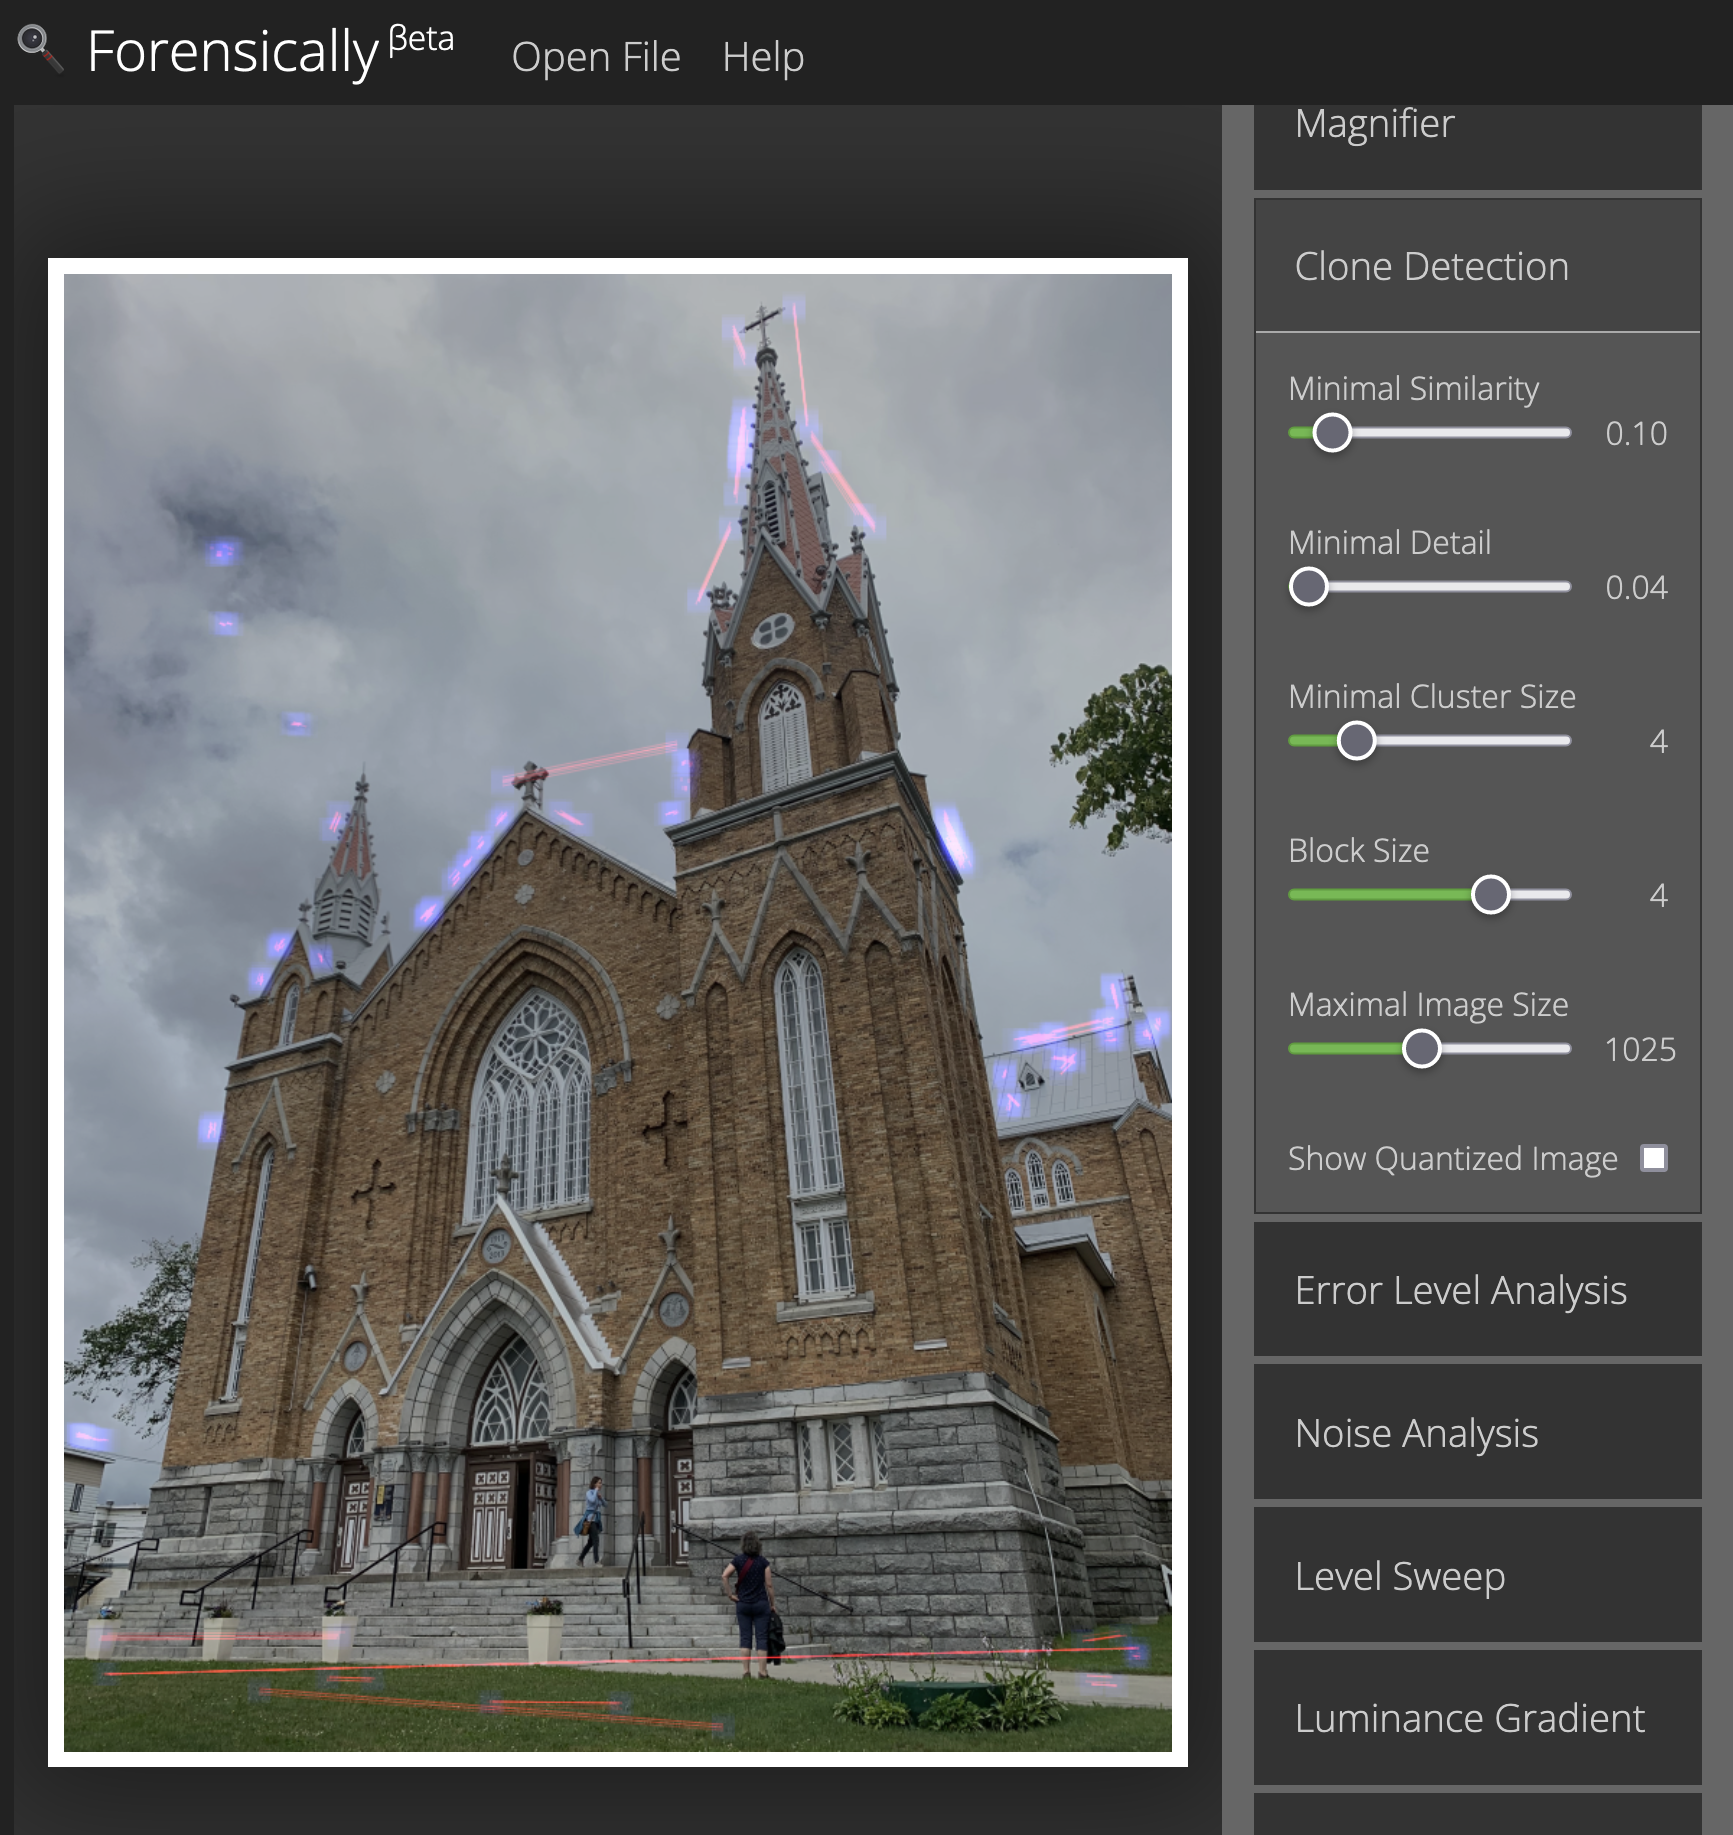 Forensically βeta
Open File
Help
Magnifier
Clone Detection
Minimal Similarity
0.10
Minimal Detail
0.04
Minimal Cluster Size
4
Block Size
4
Maximal Image Size
1025
Show Quantized Image
Error Level Analysis
Noise Analysis
Level Sweep
Luminance Gradient